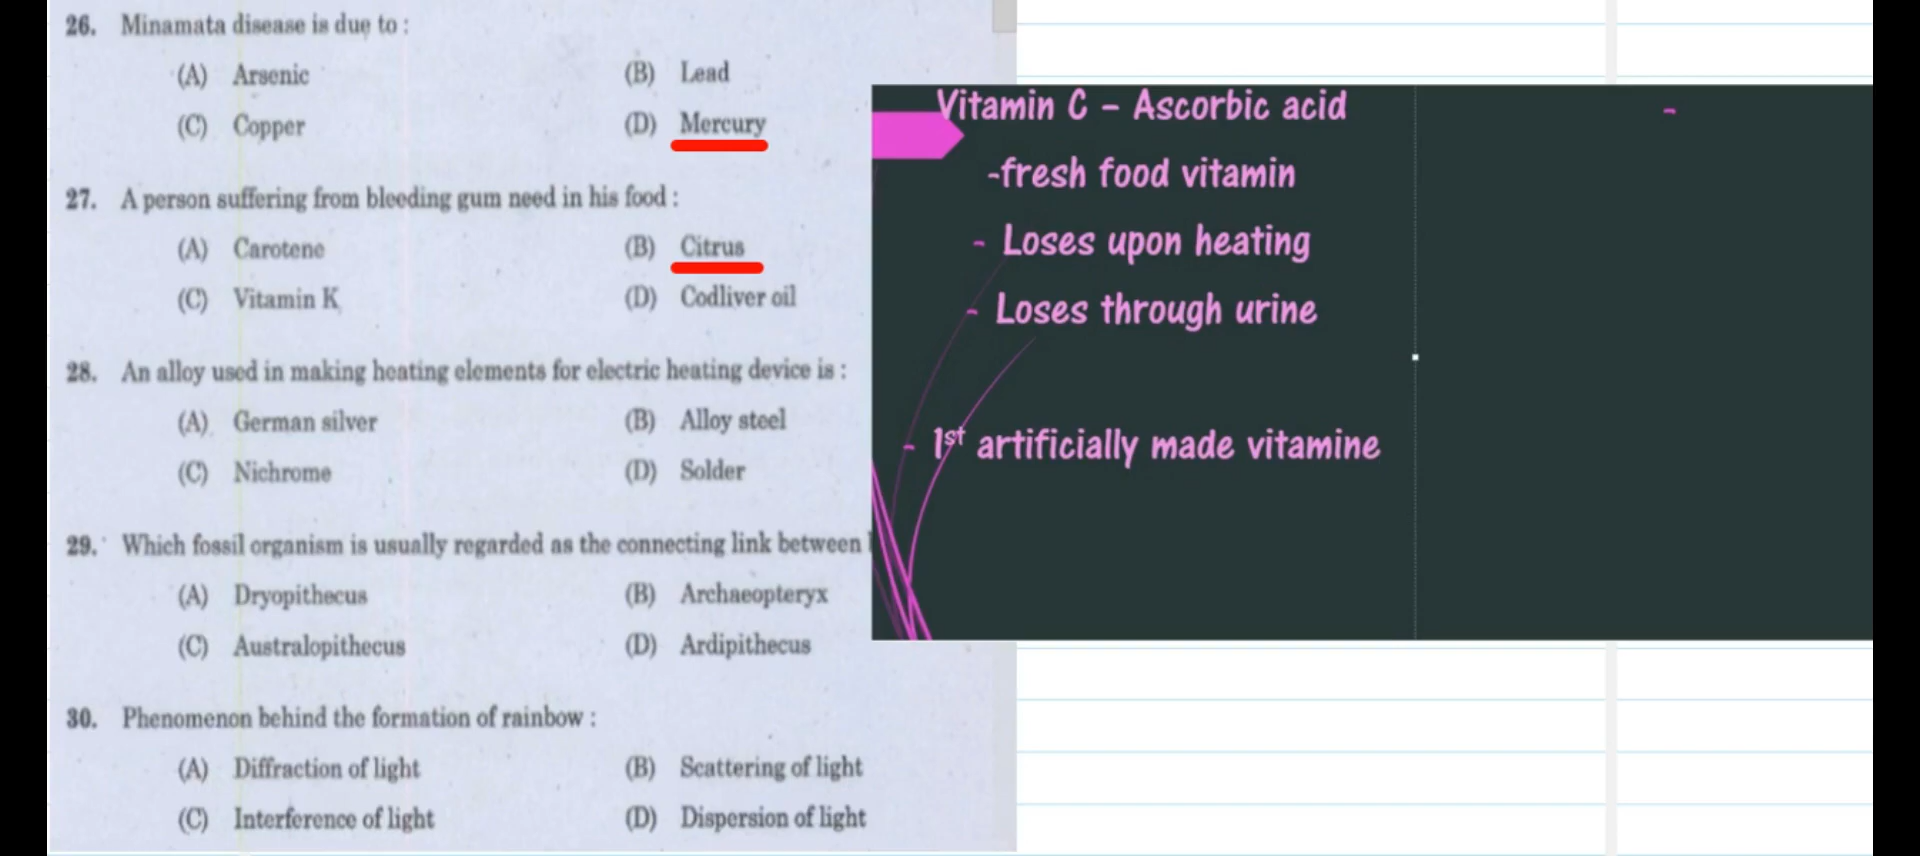 26. Minamata disease is due to :
(A) Arsenic (B) Lead
(C) Copper (D) Mercury
27. A person suffering from bleeding gum need in his food :
(A) Carotene (B) Citrus
(C) Vitamin K (D) Codliver oil
28. An alloy used in making heating elements for electric heating device is :
(A) German silver (B) Alloy steel
(C) Nichrome (D) Solder
29. Which fossil organism is usually regarded as the connecting link between
(A) Dryopithecus (B) Archaeopteryx
(C) Australopithecus (D) Ardipithecus
30. Phenomenon behind the formation of rainbow :
(A) Diffraction of light (B) Scattering of light
(C) Interference of light (D) Dispersion of light
Vitamin C – Ascorbic acid -
-fresh food vitamin
- Loses upon heating
- Loses through urine
- 1st artificially made vitamine